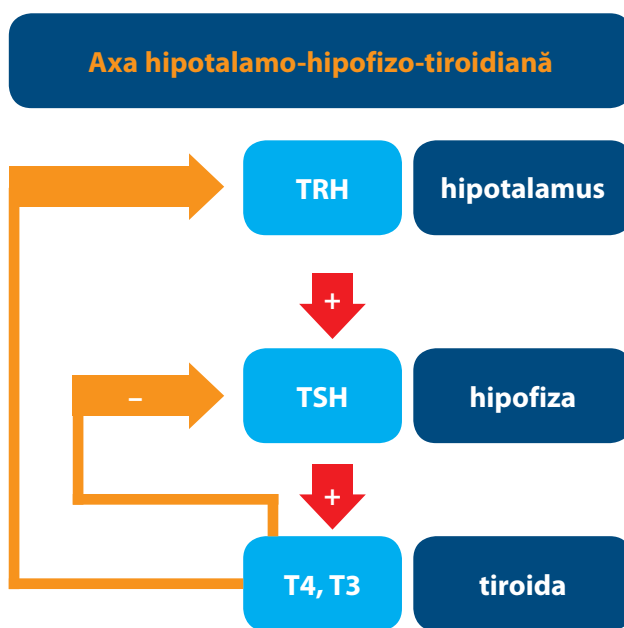 Axa hipotalamo-hipofizo-tiroidiană
TRH hipotalamus
+
– TSH hipofiza
+
T4, T3 tiroida